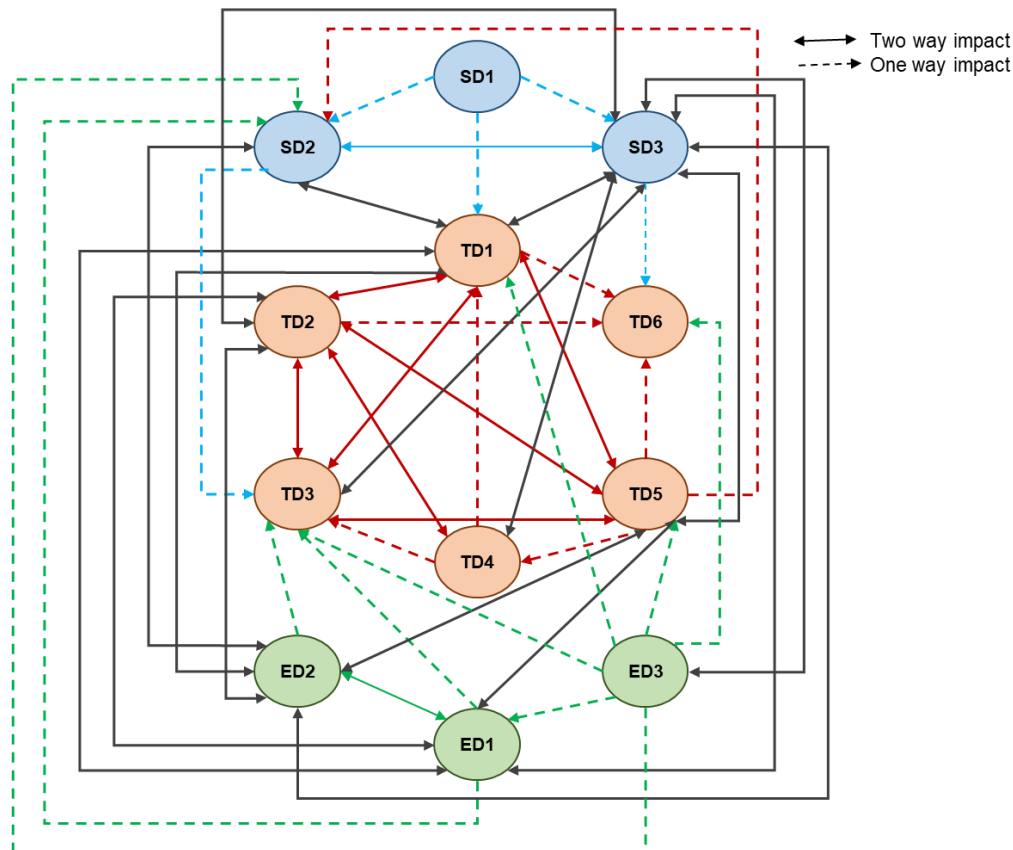 Two way impact
One way impact
SD1
SD2
SD3
TD1
TD2
TD6
TD3
TD5
TD4
ED2
ED3
ED1